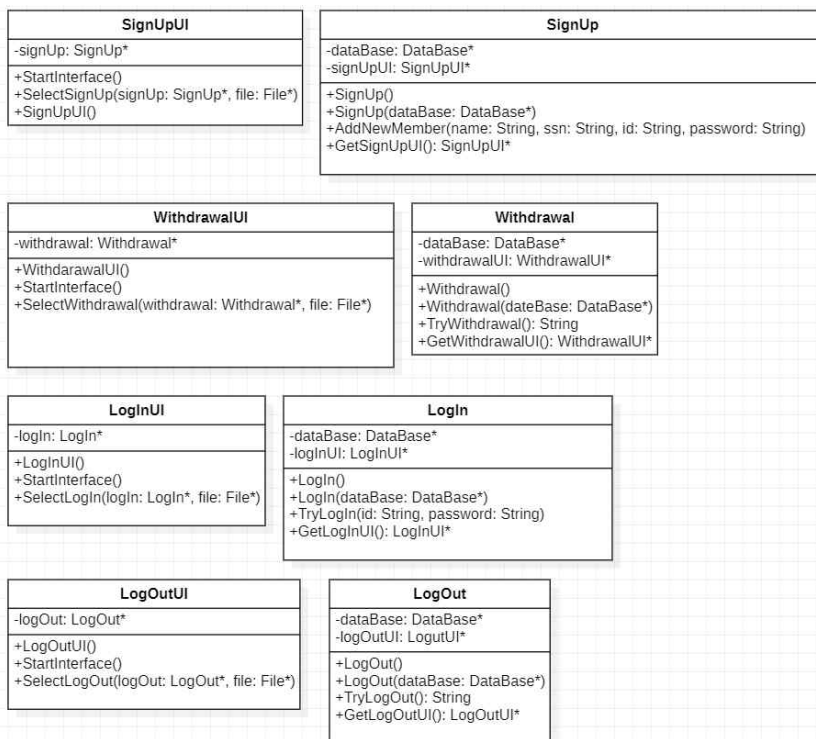 SignUpUI
-signUp: SignUp*
+StartInterface()
+SelectSignUp(signUp: SignUp*, file: File*)
+SignUpUI()
SignUp
-dataBase: DataBase*
-signUpUI: SignUpUI*
+SignUp()
+SignUp(dataBase: DataBase*)
+AddNewMember(name: String, ssn: String, id: String, password: String)
+GetSignUpUI(): SignUpUI*
WithdrawalUI
-withdrawal: Withdrawal*
+WithdarawalUI()
+StartInterface()
+SelectWithdrawal(withdrawal: Withdrawal*, file: File*)
Withdrawal
-dataBase: DataBase*
-withdrawalUI: WithdrawalUI*
+Withdrawal()
+Withdrawal(dateBase: DataBase*)
+TryWithdrawal(): String
+GetWithdrawalUI(): WithdrawalUI*
LogInUI
-logIn: LogIn*
+LogInUI()
+StartInterface()
+SelectLogIn(logIn: LogIn*, file: File*)
LogIn
-dataBase: DataBase*
-logInUI: LogInUI*
+LogIn()
+LogIn(dataBase: DataBase*)
+TryLogIn(id: String, password: String)
+GetLogInUI(): LogInUI*
LogOutUI
-logOut: LogOut*
+LogOutUI()
+StartInterface()
+SelectLogOut(logOut: LogOut*, file: File*)
LogOut
-dataBase: DataBase*
-logOutUI: LogutUI*
+LogOut()
+LogOut(dataBase: DataBase*)
+TryLogOut(): String
+GetLogOutUI(): LogOutUI*